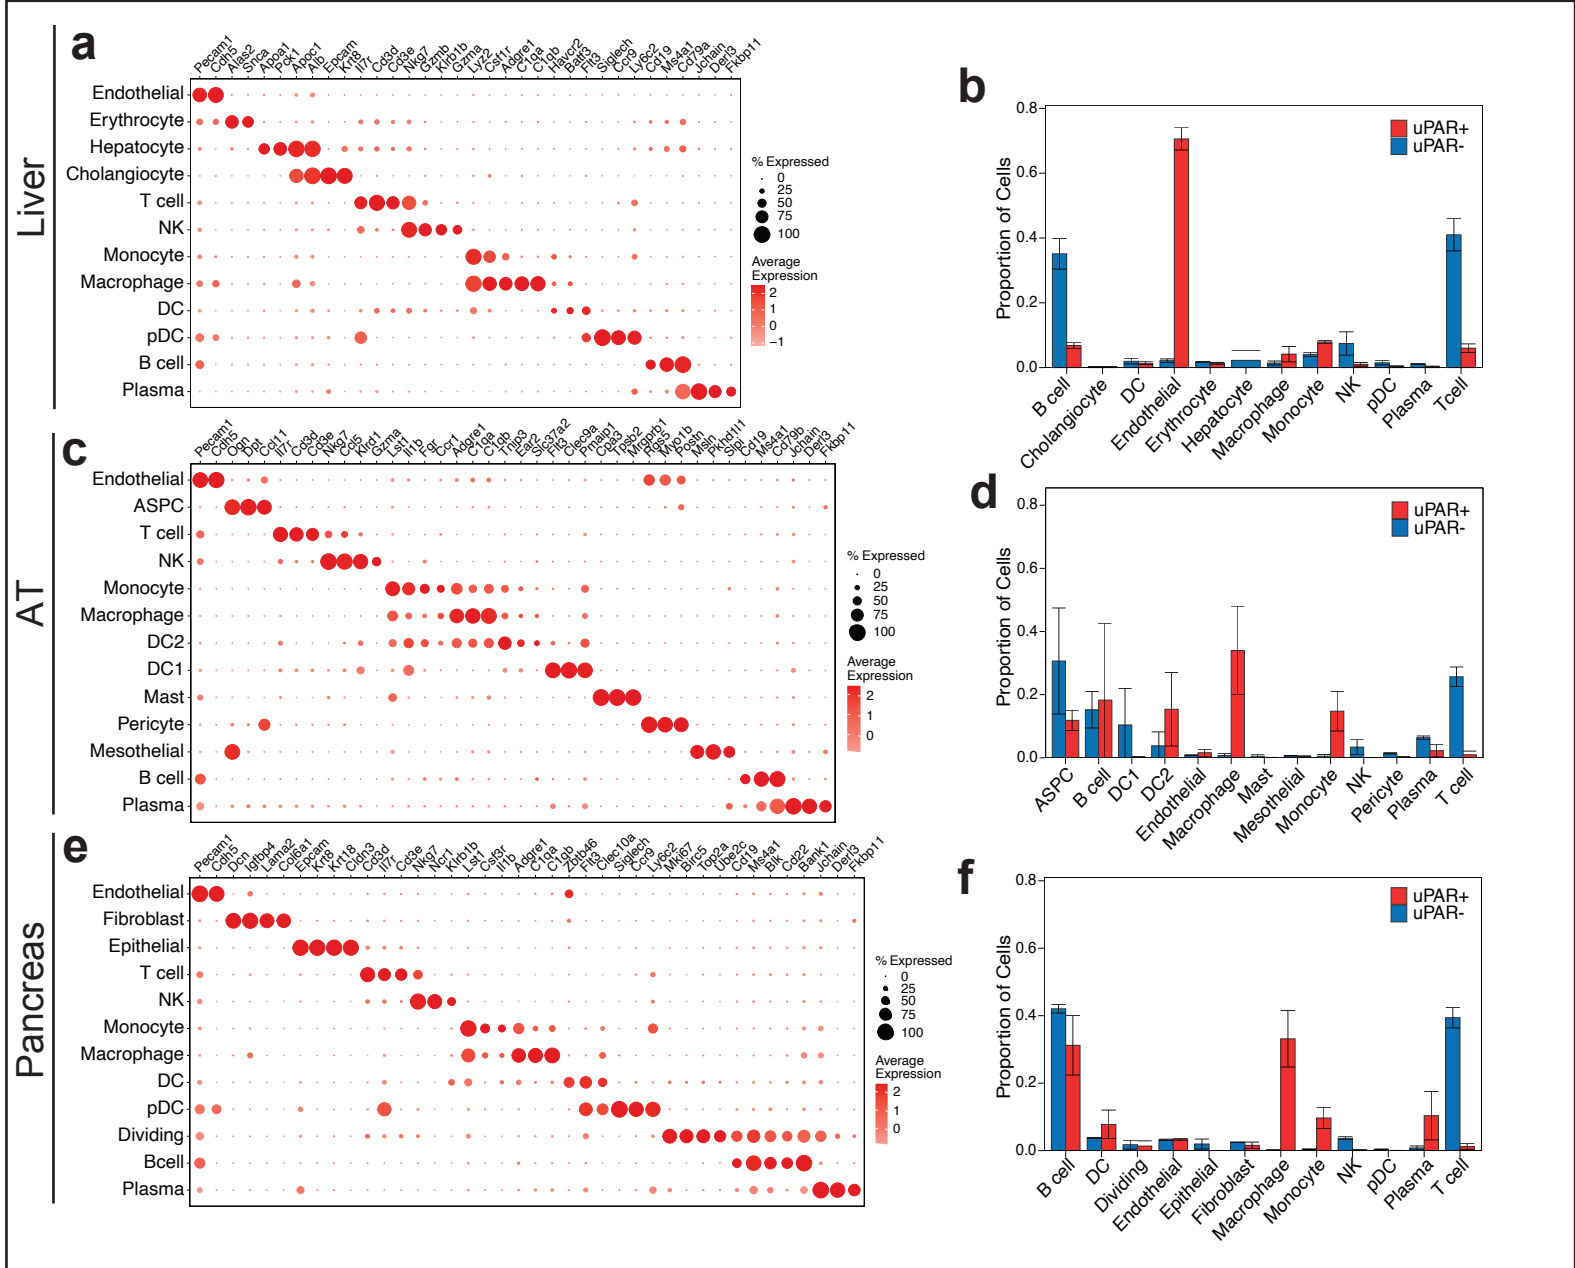 Liver
a
Pecam1 Cdh5 Alas2 Snca Apoa1 Pck1 Apoc1 Alb Epcam Krt8 Il7r Cd3d Cd3e Nkg7 Gzmb Klrb1b Gzma Lyz2 Csf1r Adgre1 C1qa C1qb Havcr2 Batf3 Flt3 Siglech Ccr9 Ly6c2 Cd19 Ms4a1 Cd79a Jchain Derl3 Fkbp11
Endothelial
Erythrocyte
Hepatocyte
Cholangiocyte
T cell
NK
Monocyte
Macrophage
DC
pDC
B cell
Plasma
% Expressed
0
25
50
75
100
Average
Expression
2
1
0
−1
b
Proportion of Cells
0.8
0.6
0.4
0.2
0.0
uPAR+
uPAR-
B cell Cholangiocyte DC Endothelial Erythrocyte Hepatocyte Macrophage Monocyte NK pDC Plasma Tcell
AT
c
Pecam1 Cdh5 Ogn Dpt Cd11 Il7r Cd3d Cd3e Nkg7 Ccl5 Klrd1 Gzma Lst1 Il1b Fgr Ccr1 Adgre1 C1qa C1qb Tnip3 Ear2 Slc37a2 Flt3 Clec9a Pmaip1 Cpa3 Tpsb2 Mrgprb1 Rgs5 Myo1b Postn Msln Pkhd1l1 Slpi Cd19 Ms4a1 Cd79b Jchain Derl3 Fkbp11
Endothelial
ASPC
T cell
NK
Monocyte
Macrophage
DC2
DC1
Mast
Pericyte
Mesothelial
B cell
Plasma
% Expressed
0
25
50
75
100
Average
Expression
2
1
0
d
Proportion of Cells
0.8
0.6
0.4
0.2
0.0
uPAR+
uPAR-
ASPC B cell DC1 DC2 Endothelial Macrophage Mast Mesothelial Monocyte NK Pericyte Plasma T cell
Pancreas
e
Pecam1 Cdh5 Dcn Igfbp4 Lama2 Col6a1 Epcam Krt8 Krt18 Cldn3 Cd3d Il7r Cd3e Nkg7 Ncr1 Klrb1b Lst1 Csf3r Il1b Adgre1 C1qa C1qb Zbtb46 Flt3 Clec10a Siglech Ccr9 Ly6c2 Mki67 Birc5 Top2a Ube2c Cd19 Ms4a1 Blk Cd22 Bank1 Jchain Derl3 Fkbp11
Endothelial
Fibroblast
Epithelial
T cell
NK
Monocyte
Macrophage
DC
pDC
Dividing
Bcell
Plasma
% Expressed
0
25
50
75
100
Average
Expression
2
1
0
f
Proportion of Cells
0.8
0.6
0.4
0.2
0.0
uPAR+
uPAR-
B cell DC Dividing Endothelial Epithelial Fibroblast Macrophage Monocyte NK pDC Plasma T cell